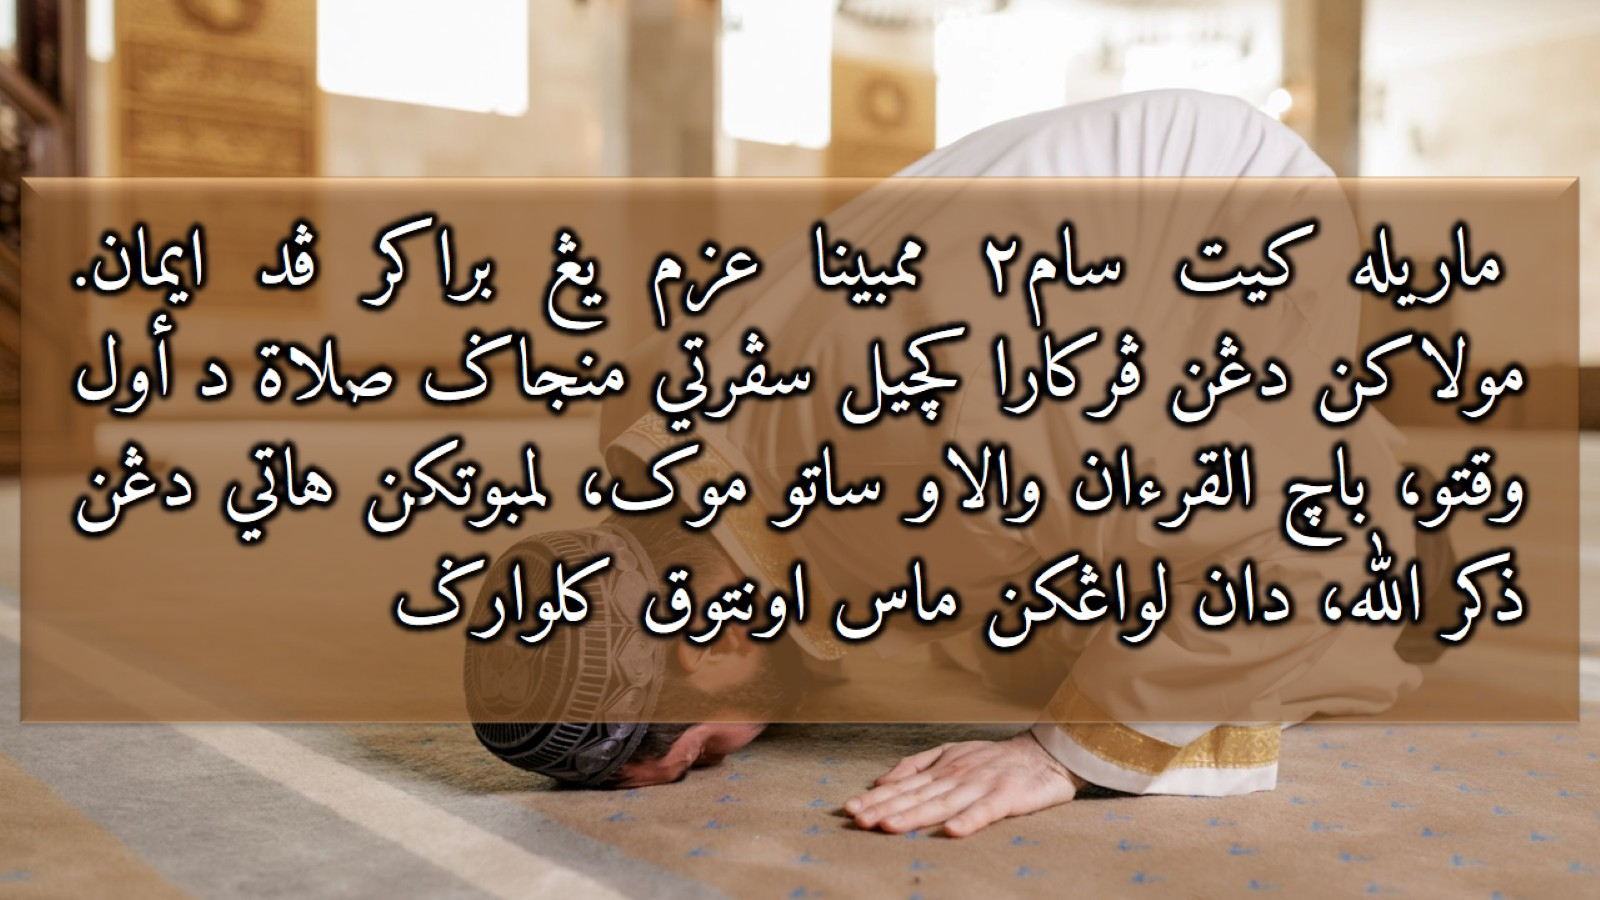 ماريله کيت سام٢ ممبينا عزم يڠ براکر ڤد ايمان.
مولاکن دڠن ڤرکارا کچيل سڤرتي منجاݢ صلاة د أول
وقتو، باچ القرءان والاو ساتو موک، لمبوتکن هاتي دڠن
ذکر الله، دان لواڠکن ماس اونتوق کلوارݢ